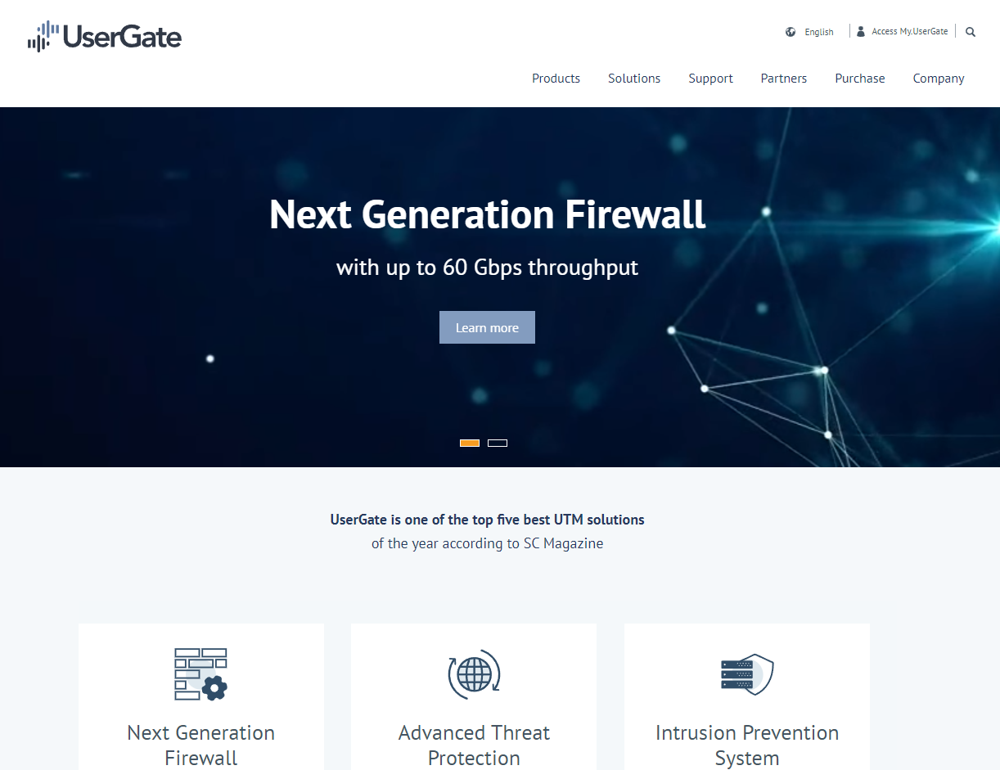 UserGate
English
Access My.UserGate
Products
Solutions
Support
Partners
Purchase
Company
Next Generation Firewall
with up to 60 Gbps throughput
Learn more
UserGate is one of the top five best UTM solutions
of the year according to SC Magazine
Next Generation
Firewall
Advanced Threat
Protection
Intrusion Prevention
System